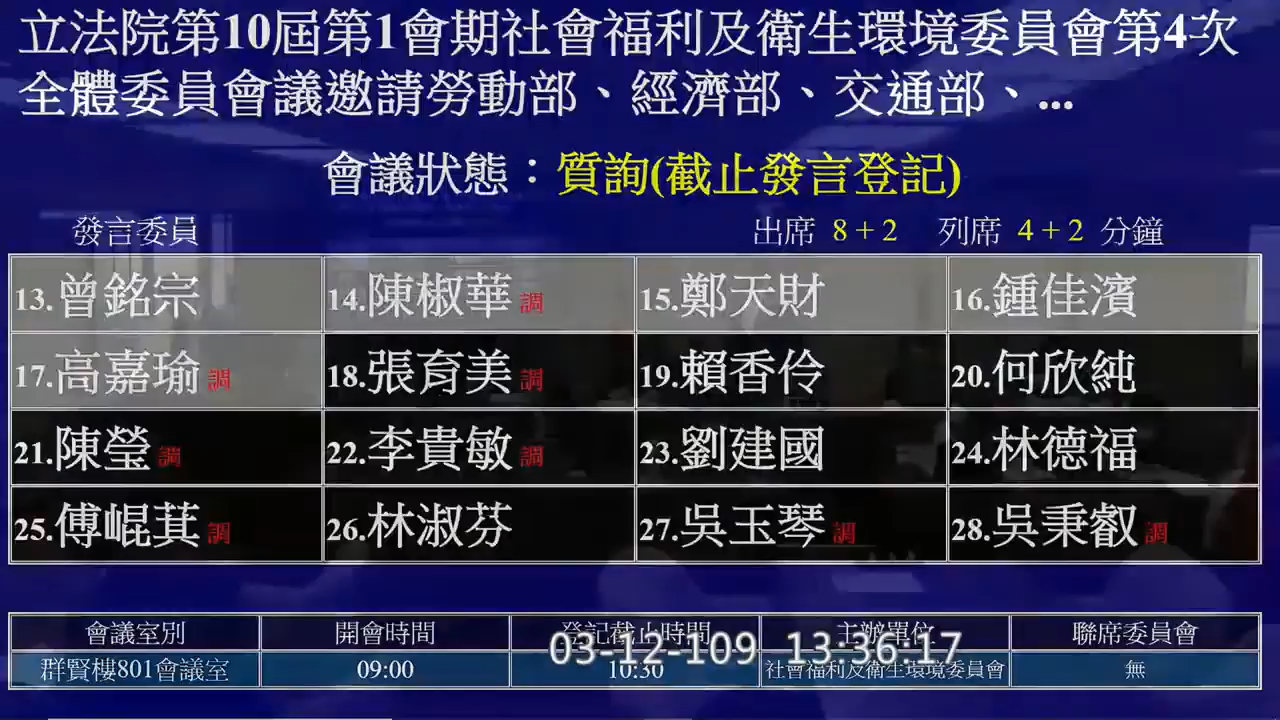 立法院第10屆第1會期社會福利及衛生環境委員會第4次
全體委員會議邀請勞動部、經濟部、交通部、...
會議狀態：質詢(截止發言登記)
發言委員 出席 8 + 2 列席 4 + 2 分鐘
13.曾銘宗 14.陳椒華 調 15.鄭天財 16.鍾佳濱
17.高嘉瑜 調 18.張育美 調 19.賴香伶 20.何欣純
21.陳瑩 調 22.李貴敏 調 23.劉建國 24.林德福
25.傅崐萁 調 26.林淑芬 27.吳玉琴 調 28.吳秉叡 調
會議室別 開會時間 登記截止時間 主辦單位 聯席委員會
03-12-109 13:36:17
群賢樓801會議室 09:00 10:30 社會福利及衛生環境委員會 無